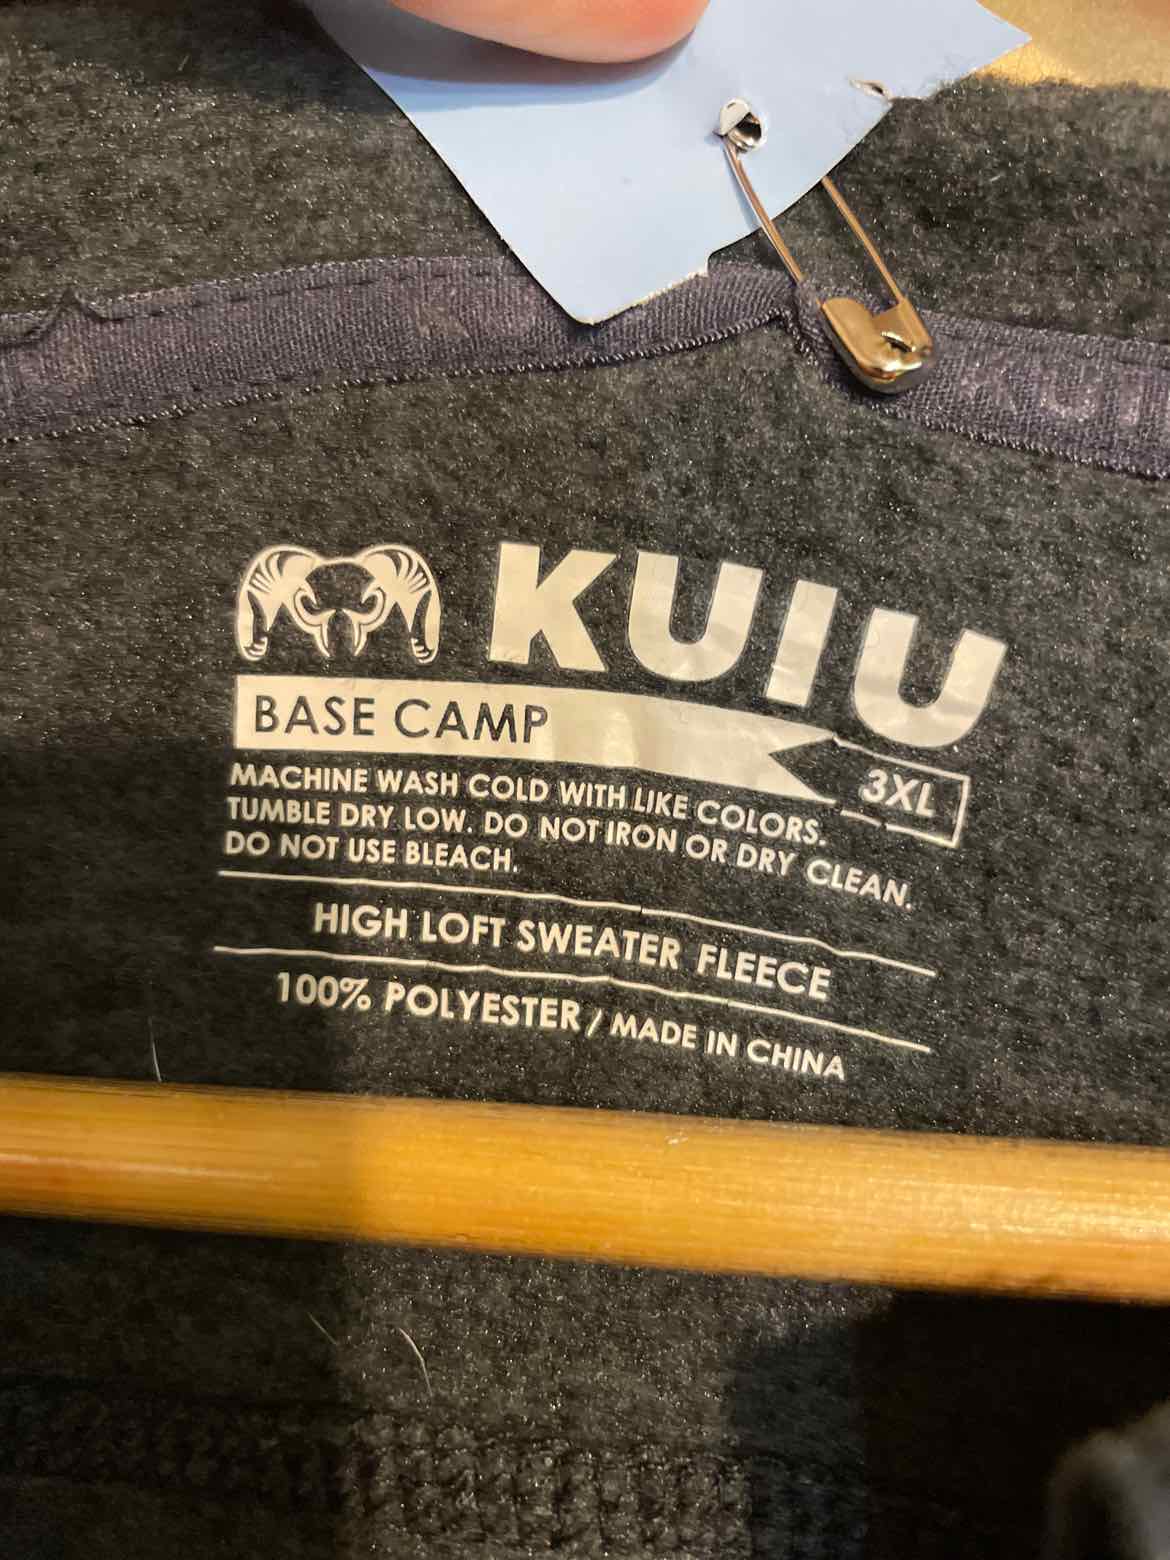 KUIU
BASE CAMP
3XL
MACHINE WASH COLD WITH LIKE COLORS.
TUMBLE DRY LOW. DO NOT IRON OR DRY CLEAN.
DO NOT USE BLEACH.
HIGH LOFT SWEATER FLEECE
100% POLYESTER / MADE IN CHINA